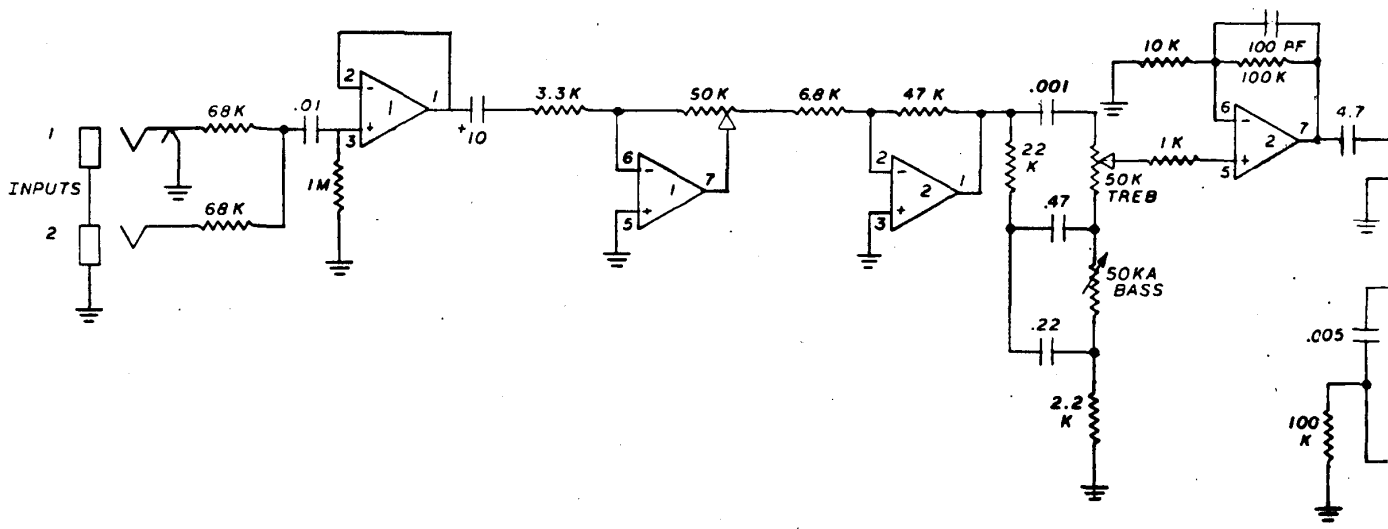 INPUTS
1
2
68K
68K
.01
1M
2
3
-
+
1
1
+10
3.3K
50K
6
5
-
+
1
7
6.8K
47K
2
3
-
+
2
1
22
K
.001
50K
TREB
.47
50KA
BASS
.22
2.2
K
1K
10K
100 PF
100K
6
5
-
+
2
7
4.7
.005
100
K